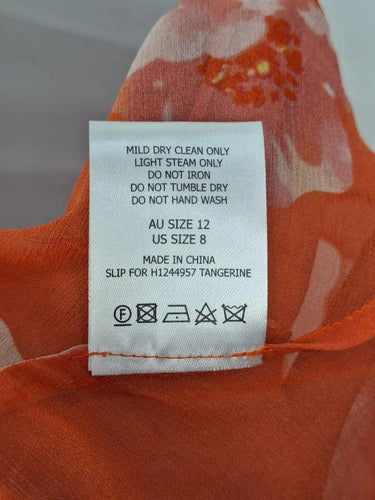 MILD DRY CLEAN ONLY
LIGHT STEAM ONLY
DO NOT IRON
DO NOT TUMBLE DRY
DO NOT HAND WASH
AU SIZE 12
US SIZE 8
MADE IN CHINA
SLIP FOR H1244957 TANGERINE
F